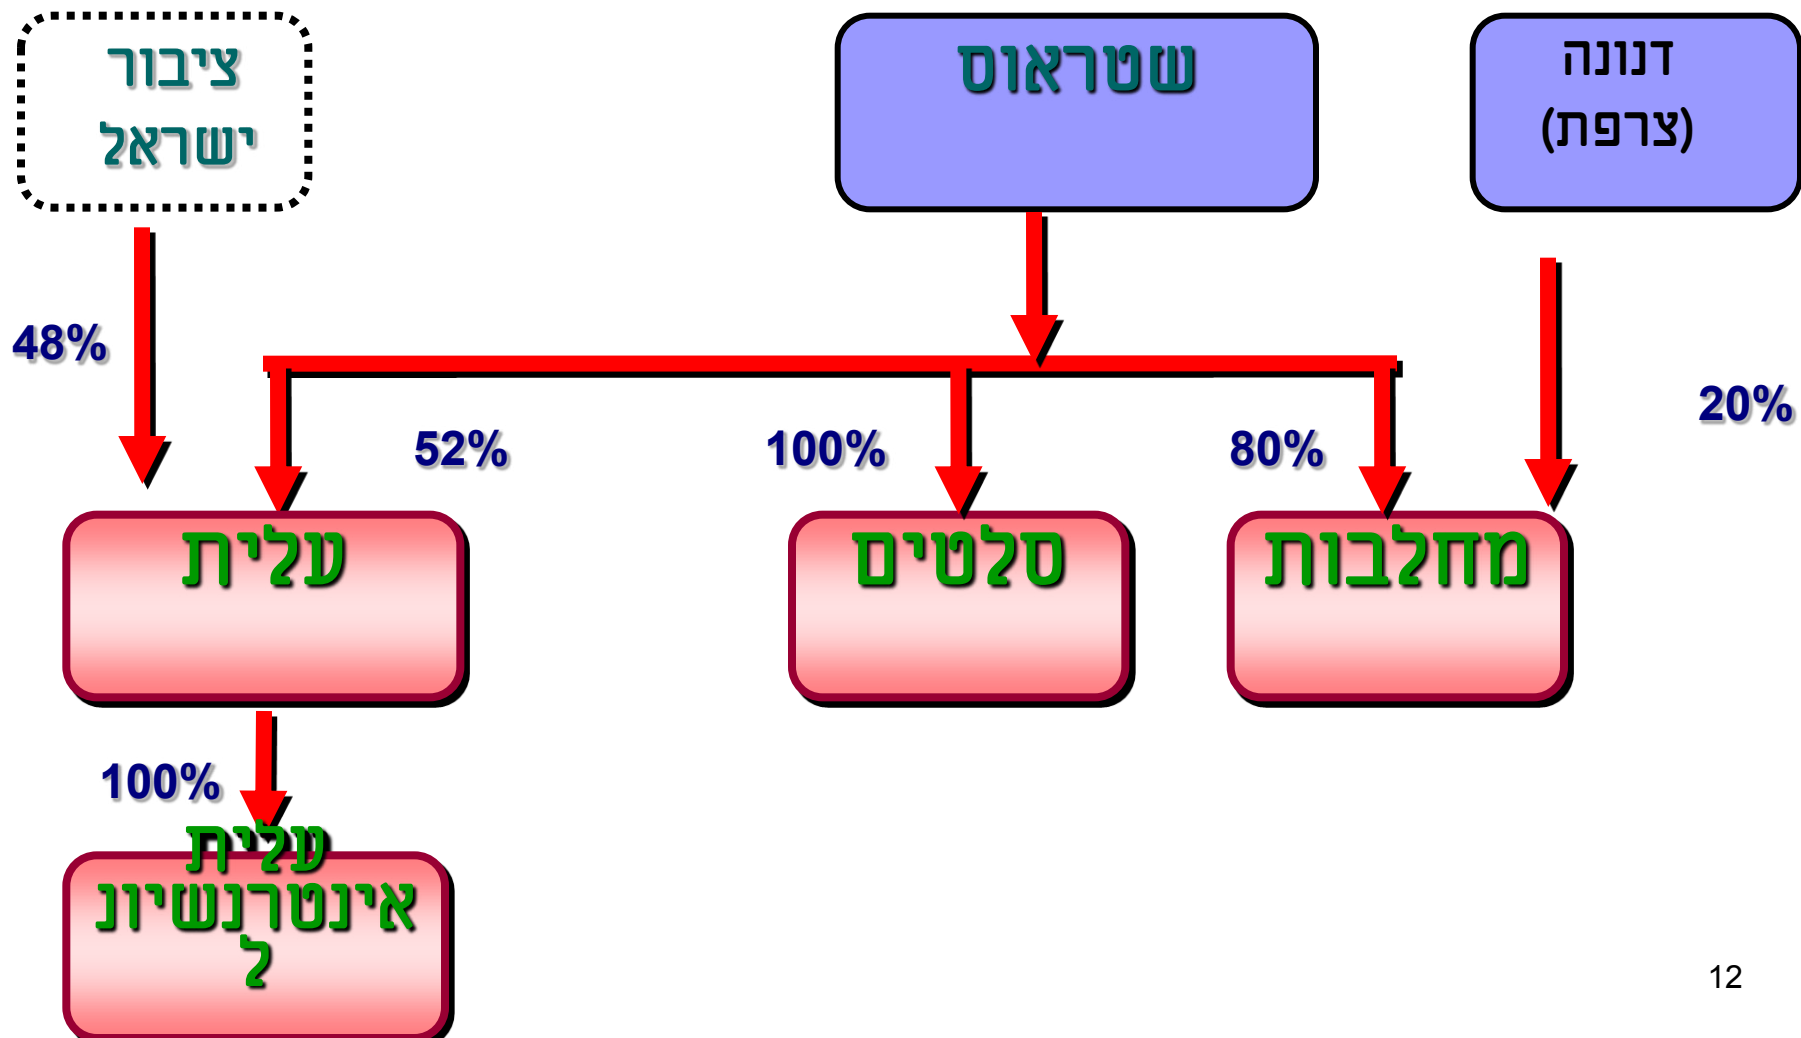 דנונה
(צרפת)
שטראוס
ציבור
ישראל
20%
48%
80%
100%
52%
מחלבות
סלטים
עלית
100%
עלית
אינטרנשיונ
ל
12